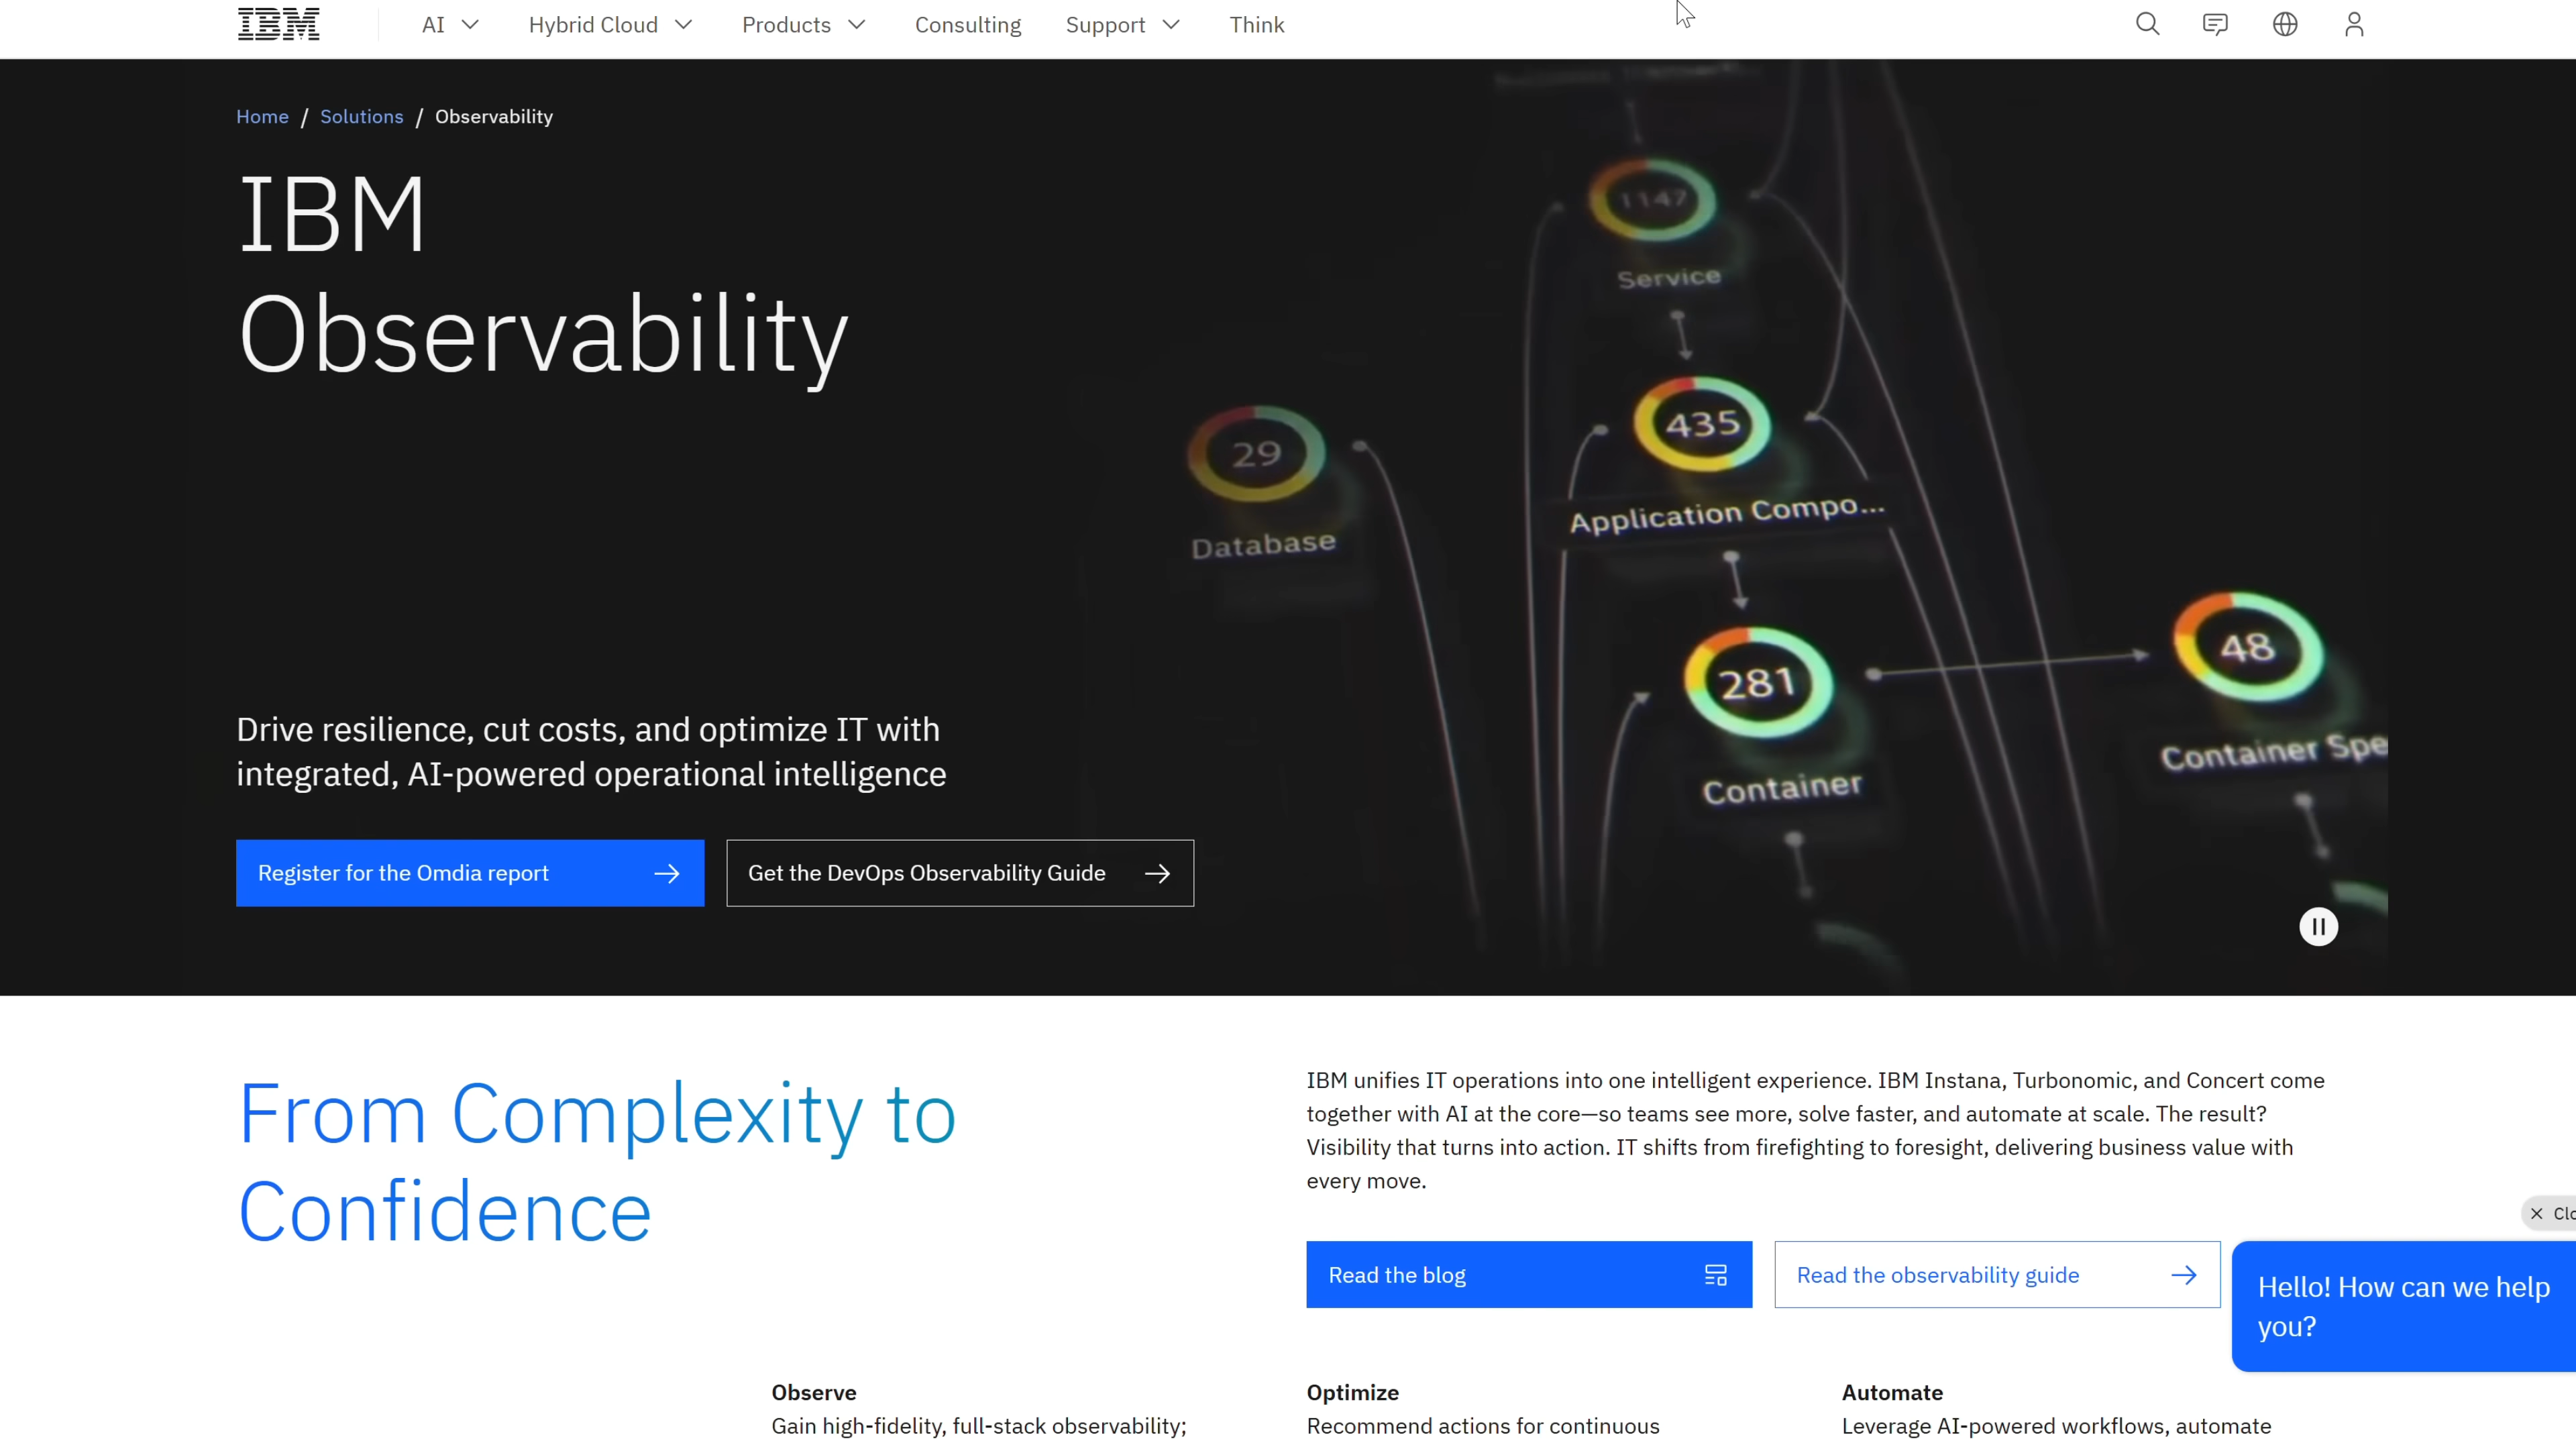 IBM
AI
Hybrid Cloud
Products
Consulting
Support
Think
Home / Solutions / Observability
IBM
Observability
1147
Service
435
29
Application Compo...
Database
48
281
Container Spe
Container
Drive resilience, cut costs, and optimize IT with
integrated, AI-powered operational intelligence
Register for the Omdia report
Get the DevOps Observability Guide
From Complexity to
Confidence
IBM unifies IT operations into one intelligent experience. IBM Instana, Turbonomic, and Concert come
together with AI at the core—so teams see more, solve faster, and automate at scale. The result?
Visibility that turns into action. IT shifts from firefighting to foresight, delivering business value with
every move.
Read the blog
Read the observability guide
Clo
Hello! How can we help
you?
Observe
Gain high-fidelity, full-stack observability;
Optimize
Recommend actions for continuous
Automate
Leverage AI-powered workflows, automate